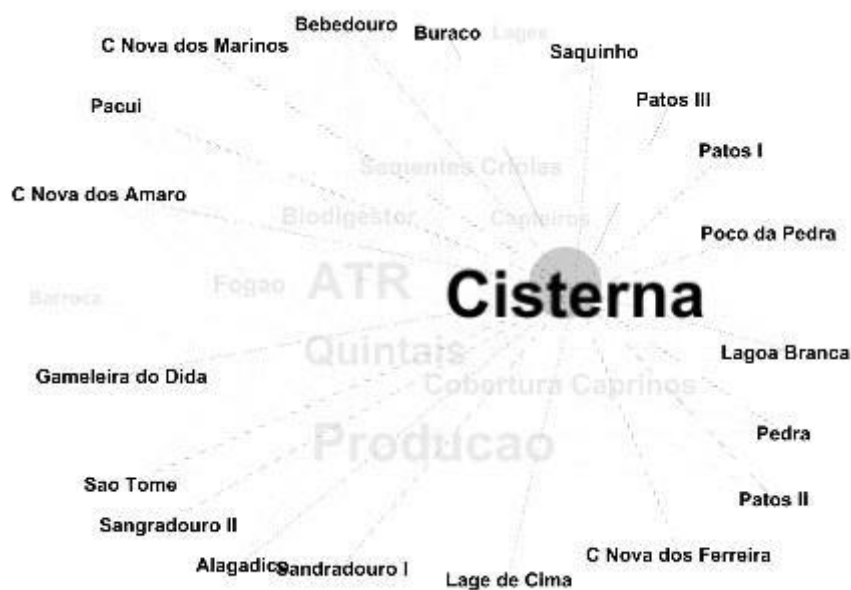 Bebedouro
Buraco
Lages
C Nova dos Marinos
Saquinho
Pacui
Patos III
Patos I
Sementes Criolas
C Nova dos Amaro
Biodigestor
Capteiros
Poco da Pedra
Fogao
ATR
Cisterna
Barroca
Quintais
Lagoa Branca
Gameleira do Dida
Cobertura Caprinos
Producao
Pedra
Sao Tome
Patos II
Sangradouro II
Alagadico
Sandradouro I
C Nova dos Ferreira
Lage de Cima